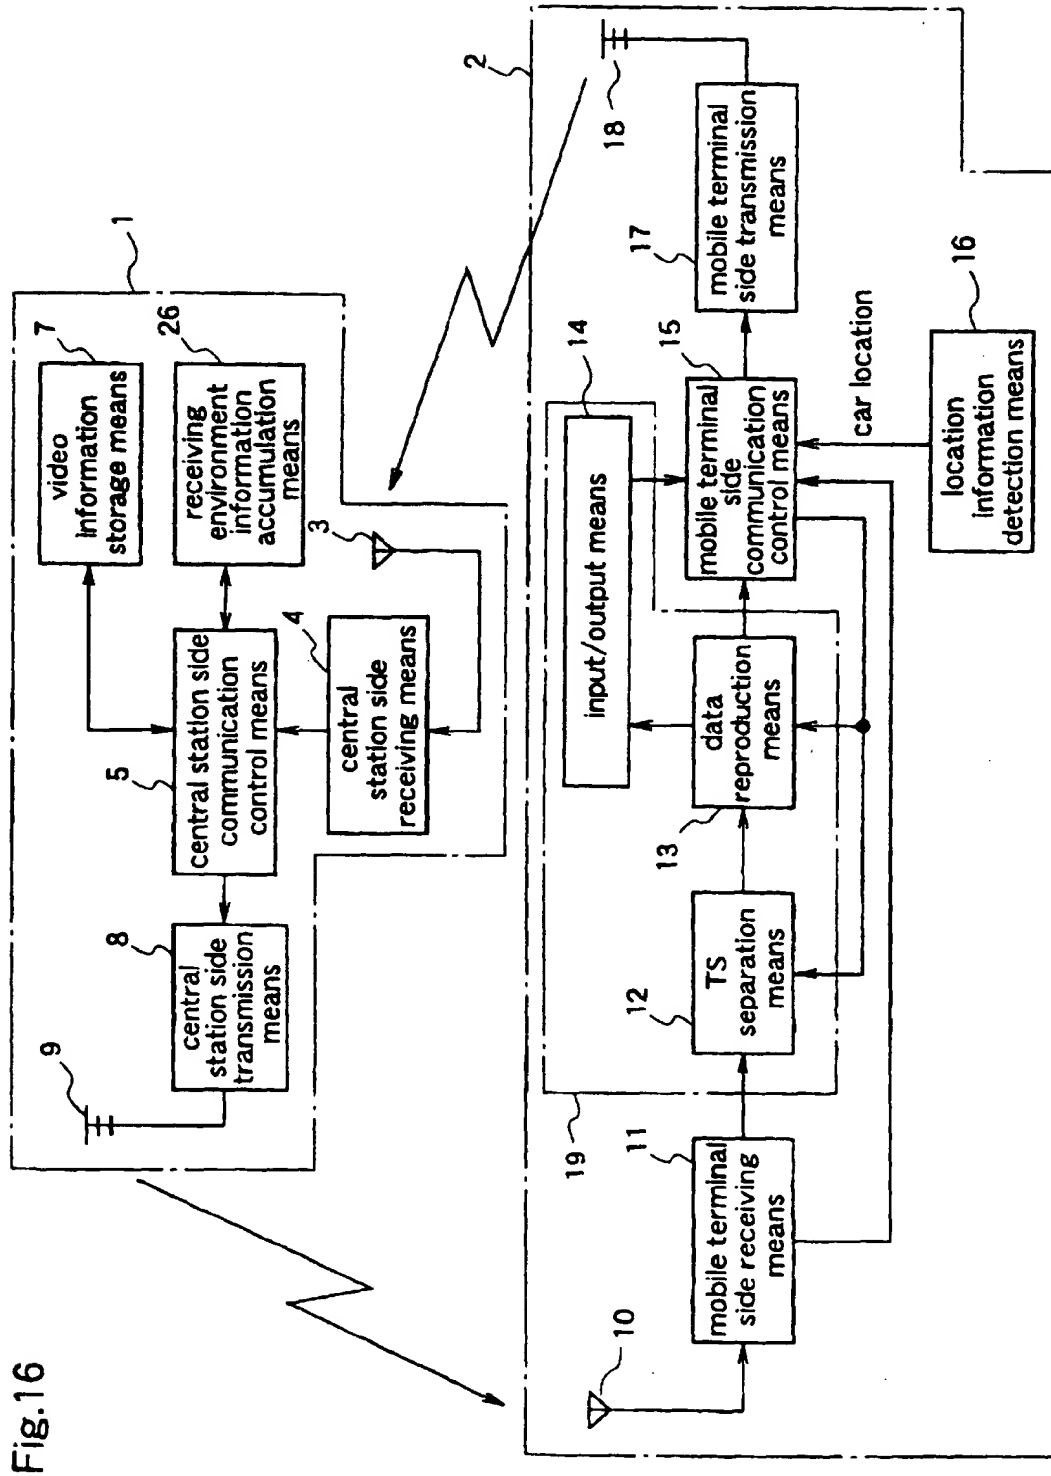 Fig.16
1
7
video
information
storage means
26
receiving
environment
information
accumulation
means
5
central station side
communication
control means
3
4
central
station side
receiving means
8
central
station side
transmission
means
9
2
10
11
mobile terminal
side receiving
means
19
12
TS
separation
means
13
data
reproduction
means
14
input/output means
15
mobile terminal
side
communication
control means
car location
16
location
information
detection means
17
mobile terminal
side transmission
means
18